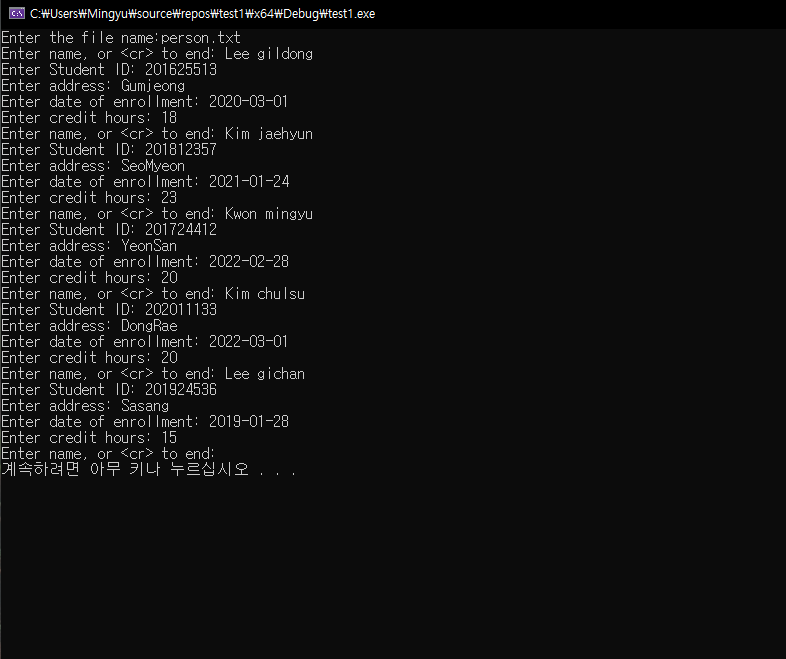 C:\Users\Mingyu\source\repos\test1\x64\Debug\test1.exe
Enter the file name:person.txt
Enter name, or <cr> to end: Lee gildong
Enter Student ID: 201625513
Enter address: Gumjeong
Enter date of enrollment: 2020-03-01
Enter credit hours: 18
Enter name, or <cr> to end: Kim jaehyun
Enter Student ID: 201812357
Enter address: SeoMyeon
Enter date of enrollment: 2021-01-24
Enter credit hours: 23
Enter name, or <cr> to end: Kwon mingyu
Enter Student ID: 201724412
Enter address: YeonSan
Enter date of enrollment: 2022-02-28
Enter credit hours: 20
Enter name, or <cr> to end: Kim chulsu
Enter Student ID: 202011133
Enter address: DongRae
Enter date of enrollment: 2022-03-01
Enter credit hours: 20
Enter name, or <cr> to end: Lee gichan
Enter Student ID: 201924536
Enter address: Sasang
Enter date of enrollment: 2019-01-28
Enter credit hours: 15
Enter name, or <cr> to end:
계속하려면 아무 키나 누르십시오 . . .